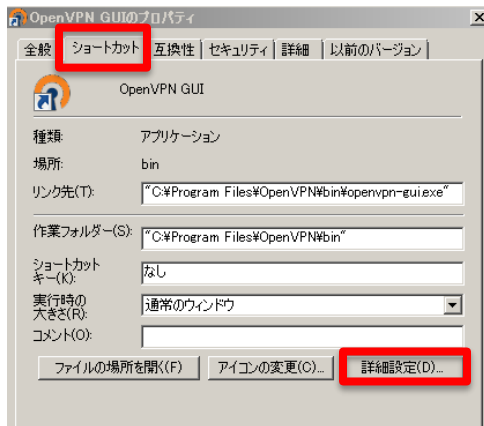 OpenVPN GUIのプロパティ
全般 ショートカット 互換性 セキュリティ 詳細 以前のバージョン
OpenVPN GUI
種類: アプリケーション
場所: bin
リンク先(T): "C:¥Program Files¥OpenVPN¥bin¥openvpn-gui.exe"
作業フォルダー(S): "C:¥Program Files¥OpenVPN¥bin"
ショートカット
キー(K): なし
実行時の
大きさ(R): 通常のウィンドウ
コメント(O):
ファイルの場所を開く(F) アイコンの変更(C)... 詳細設定(D)...